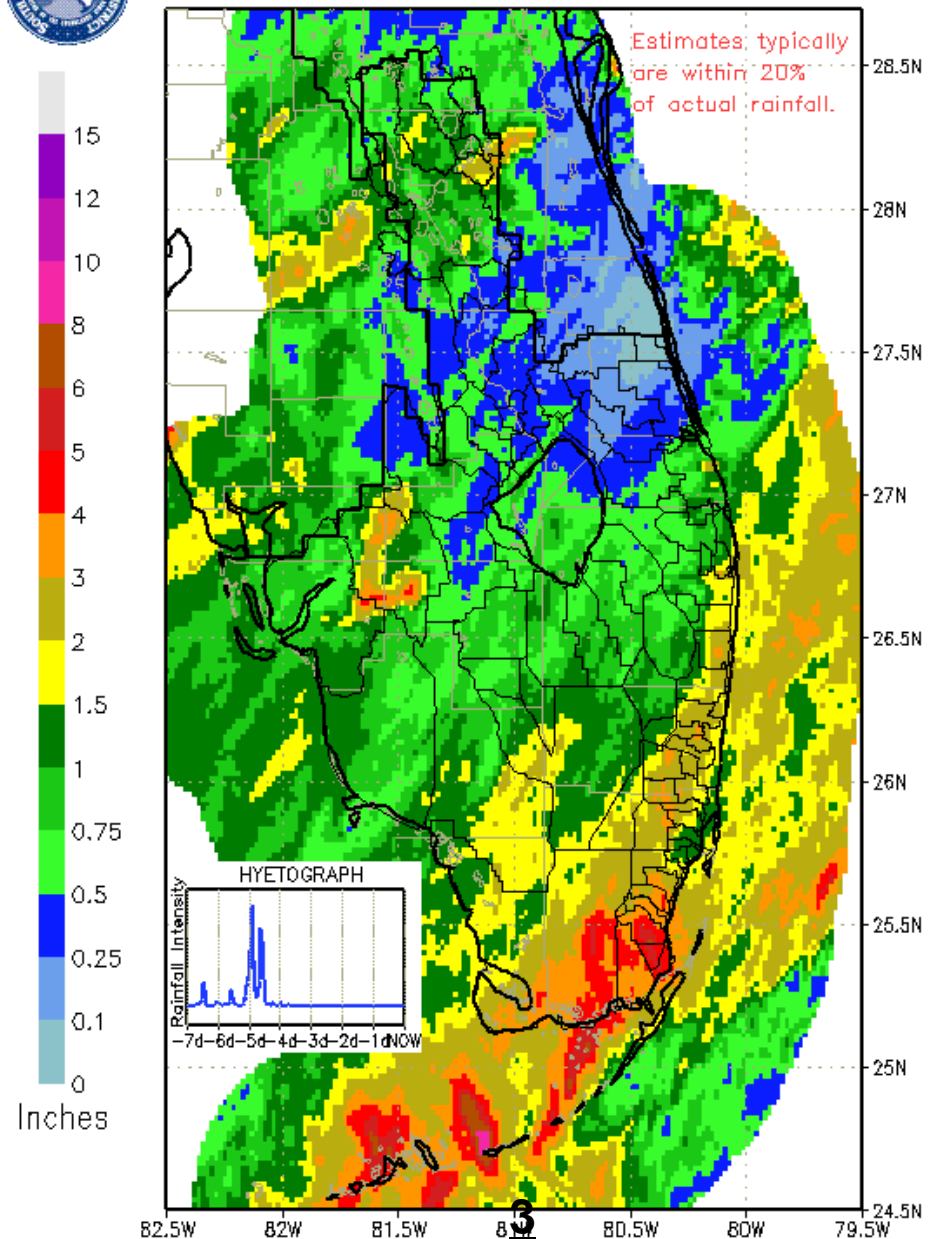 SOUTH
DISTRICT
Estimates typically
are within 20%
of actual rainfall.
15
12
10
8
6
5
4
3
2
1.5
1
0.75
0.5
0.25
0.1
0
Inches
28.5N
28N
27.5N
27N
26.5N
26N
25.5N
25N
24.5N
HYETOGRAPH
Rainfall Intensity
-7d-6d-5d-4d-3d-2d-1dNOW
82.5W 82W 81.5W 80.5W 80W 79.5W
3